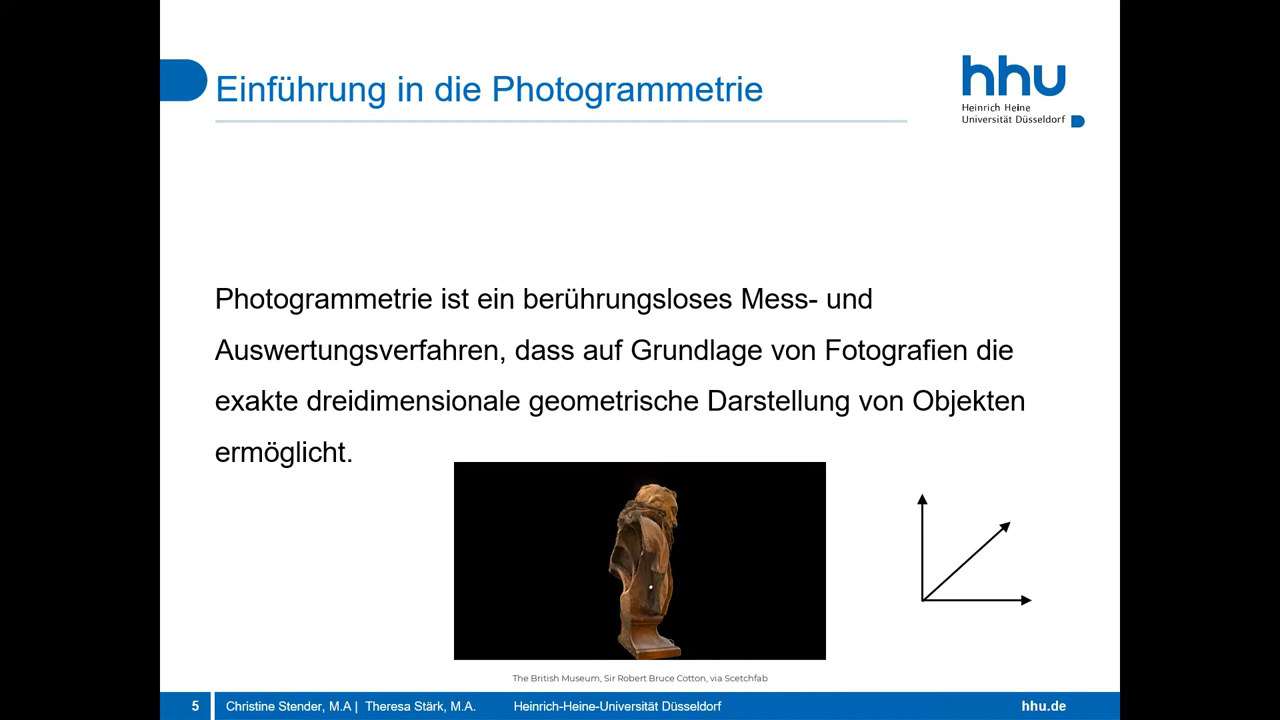 Einführung in die Photogrammetrie
hhu
Heinrich Heine
Universität Düsseldorf
Photogrammetrie ist ein berührungsloses Mess- und
Auswertungsverfahren, dass auf Grundlage von Fotografien die
exakte dreidimensionale geometrische Darstellung von Objekten
ermöglicht.
The British Museum, Sir Robert Bruce Cotton, via Scetchfab
5 Christine Stender, M.A | Theresa Stärk, M.A. Heinrich-Heine-Universität Düsseldorf hhu.de